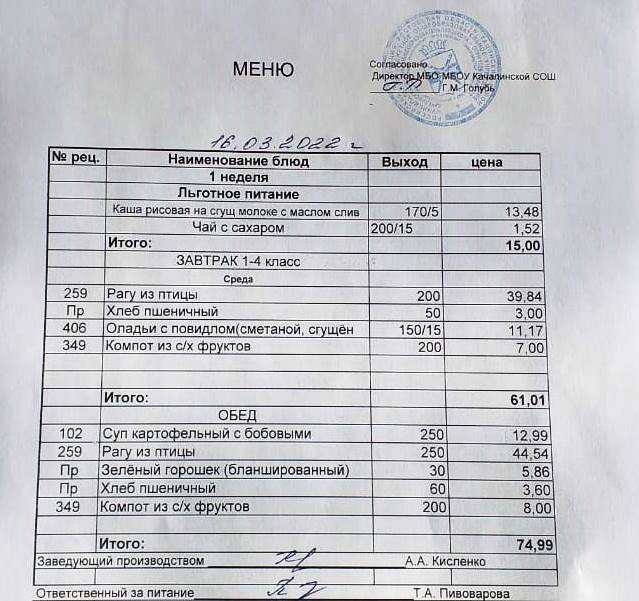 МЕНЮ
Согласовано
Директор МБО МБОУ Качалинской СОШ
Г.М. Голубь
16.03.2022 г
№ рец. Наименование блюд Выход цена
1 неделя
Льготное питание
Каша рисовая на сгущ молоке с маслом слив 170/5 13,48
Чай с сахаром 200/15 1,52
Итого: 15,00
ЗАВТРАК 1-4 класс
Среда
259 Рагу из птицы 200 39,84
Пр Хлеб пшеничный 50 3,00
406 Оладьи с повидлом(сметаной, сгущён 150/15 11,17
349 Компот из с/х фруктов 200 7,00
Итого: 61,01
ОБЕД
102 Суп картофельный с бобовыми 250 12,99
259 Рагу из птицы 250 44,54
Пр Зелёный горошек (бланшированный) 30 5,86
Пр Хлеб пшеничный 60 3,60
349 Компот из с/х фруктов 200 8,00
Итого: 74,99
Заведующий производством А.А. Кисленко
Ответственный за питание Т.А. Пивоварова